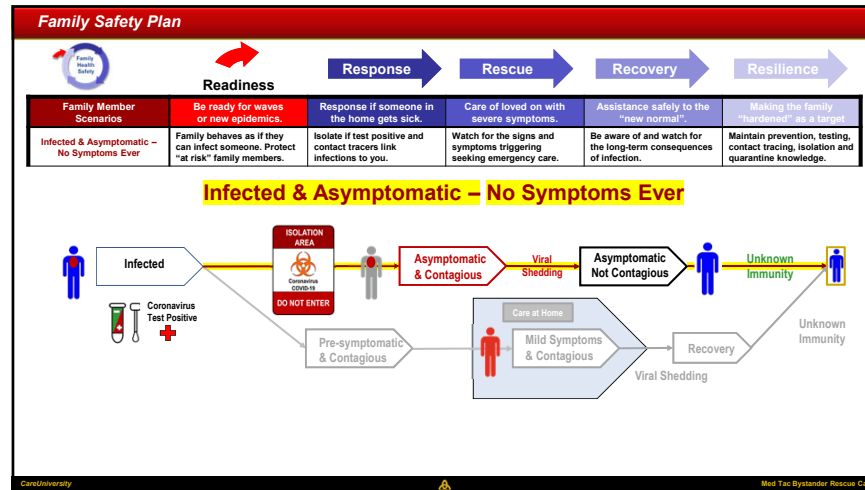 Family Safety Plan
Family
Health
Safety
Readiness
Response
Rescue
Recovery
Resilience
Family Member
Scenarios
Be ready for waves
or new epidemics.
Response if someone in
the home gets sick.
Care of loved on with
severe symptoms.
Assistance safely to the
“new normal”.
Making the family
“hardened” as a target
Infected & Asymptomatic –
No Symptoms Ever
Family behaves as if they
can infect someone. Protect
“at risk” family members.
Isolate if test positive and
contact tracers link
infections to you.
Watch for the signs and
symptoms triggering
seeking emergency care.
Be aware of and watch for
the long-term consequences
of infection.
Maintain prevention, testing,
contact tracing, isolation and
quarantine knowledge.
Infected & Asymptomatic – No Symptoms Ever
Infected
ISOLATION
AREA
Coronavirus
COVID-19
DO NOT ENTER
Asymptomatic
& Contagious
Viral
Shedding
Asymptomatic
Not Contagious
Unknown
Immunity
Coronavirus
Test Positive
Care at Home
Pre-symptomatic
& Contagious
Mild Symptoms
& Contagious
Recovery
Viral Shedding
Unknown
Immunity
CareUniversity
Med Tac Bystander Rescue Ca